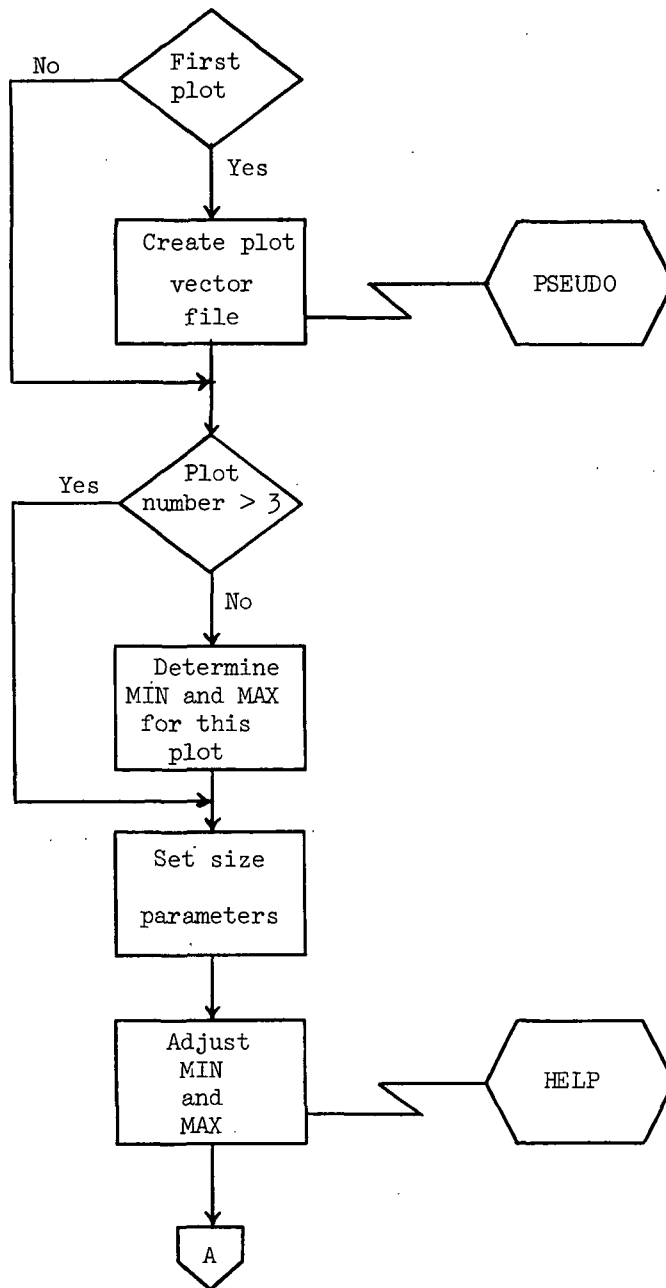 No
First
plot
Yes
Create plot
vector
file
PSEUDO
Yes
Plot
number > 3
No
Determine
MIN and MAX
for this
plot
Set size
parameters
Adjust
MIN
and
MAX
HELP
A